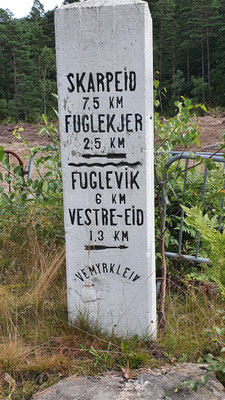 SKARPEID
7.5 KM
FUGLEKJER
2.5 KM
FUGLEVIK
6 KM
VESTRE-EID
1.3 KM
VEMYRKLEIV